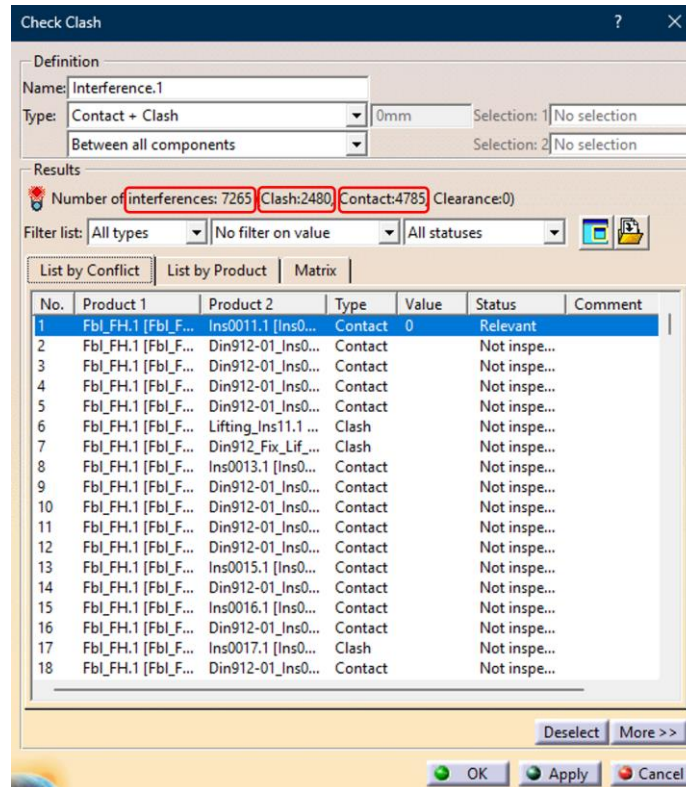 Check Clash ? X
Definition
Name: Interference.1
Type: Contact + Clash 0mm Selection: 1 No selection
Between all components Selection: 2 No selection
Results
Number of interferences: 7265 (Clash:2480, Contact:4785, Clearance:0)
Filter list: All types No filter on value All statuses
List by Conflict List by Product Matrix
No. Product 1 Product 2 Type Value Status Comment
1 Fbl_FH.1 [Fbl_F... Ins0011.1 [Ins0... Contact 0 Relevant
2 Fbl_FH.1 [Fbl_F... Din912-01_Ins0... Contact Not inspe...
3 Fbl_FH.1 [Fbl_F... Din912-01_Ins0... Contact Not inspe...
4 Fbl_FH.1 [Fbl_F... Din912-01_Ins0... Contact Not inspe...
5 Fbl_FH.1 [Fbl_F... Din912-01_Ins0... Contact Not inspe...
6 Fbl_FH.1 [Fbl_F... Lifting_Ins11.1 ... Clash Not inspe...
7 Fbl_FH.1 [Fbl_F... Din912_Fix_Lif_... Clash Not inspe...
8 Fbl_FH.1 [Fbl_F... Ins0013.1 [Ins0... Contact Not inspe...
9 Fbl_FH.1 [Fbl_F... Din912-01_Ins0... Contact Not inspe...
10 Fbl_FH.1 [Fbl_F... Din912-01_Ins0... Contact Not inspe...
11 Fbl_FH.1 [Fbl_F... Din912-01_Ins0... Contact Not inspe...
12 Fbl_FH.1 [Fbl_F... Din912-01_Ins0... Contact Not inspe...
13 Fbl_FH.1 [Fbl_F... Ins0015.1 [Ins0... Contact Not inspe...
14 Fbl_FH.1 [Fbl_F... Din912-01_Ins0... Contact Not inspe...
15 Fbl_FH.1 [Fbl_F... Ins0016.1 [Ins0... Contact Not inspe...
16 Fbl_FH.1 [Fbl_F... Din912-01_Ins0... Contact Not inspe...
17 Fbl_FH.1 [Fbl_F... Ins0017.1 [Ins0... Clash Not inspe...
18 Fbl_FH.1 [Fbl_F... Din912-01_Ins0... Contact Not inspe...
Deselect More >>
OK Apply Cancel